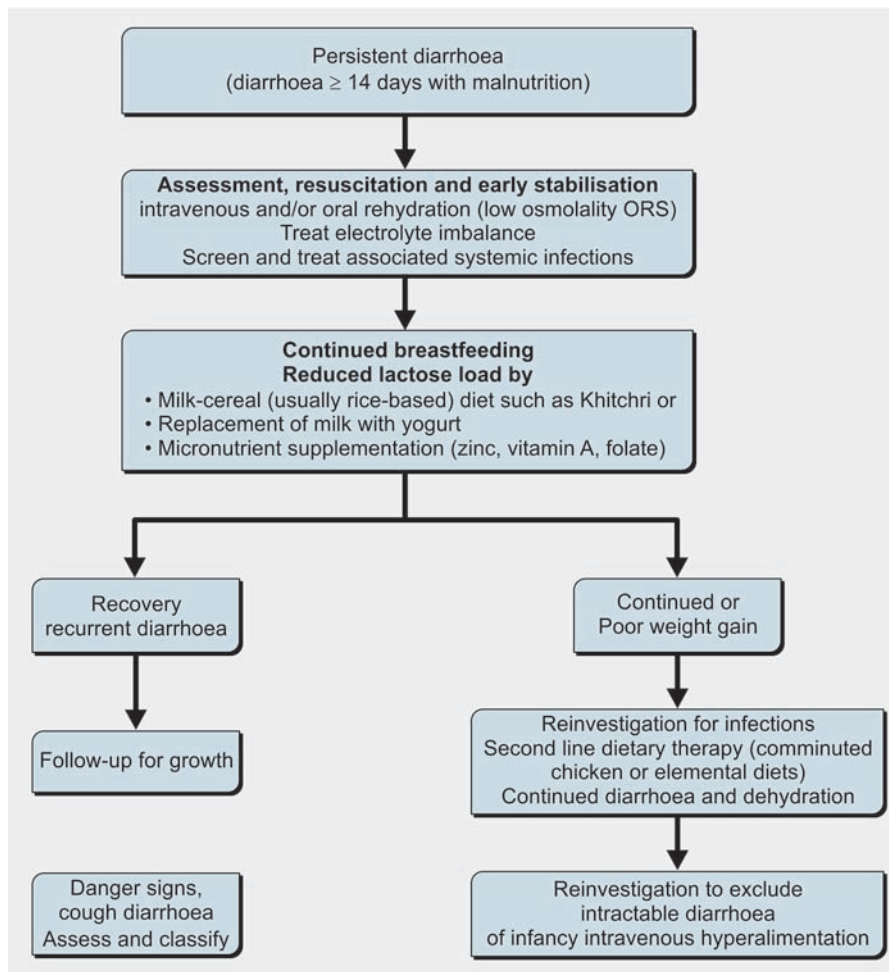 Persistent diarrhoea
(diarrhoea ≥ 14 days with malnutrition)
Assessment, resuscitation and early stabilisation
intravenous and/or oral rehydration (low osmolality ORS)
Treat electrolyte imbalance
Screen and treat associated systemic infections
Continued breastfeeding
Reduced lactose load by
• Milk-cereal (usually rice-based) diet such as Khitchri or
• Replacement of milk with yogurt
• Micronutrient supplementation (zinc, vitamin A, folate)
Recovery
recurrent diarrhoea
Continued or
Poor weight gain
Follow-up for growth
Reinvestigation for infections
Second line dietary therapy (comminuted
chicken or elemental diets)
Continued diarrhoea and dehydration
Danger signs,
cough diarrhoea
Assess and classify
Reinvestigation to exclude
intractable diarrhoea
of infancy intravenous hyperalimentation